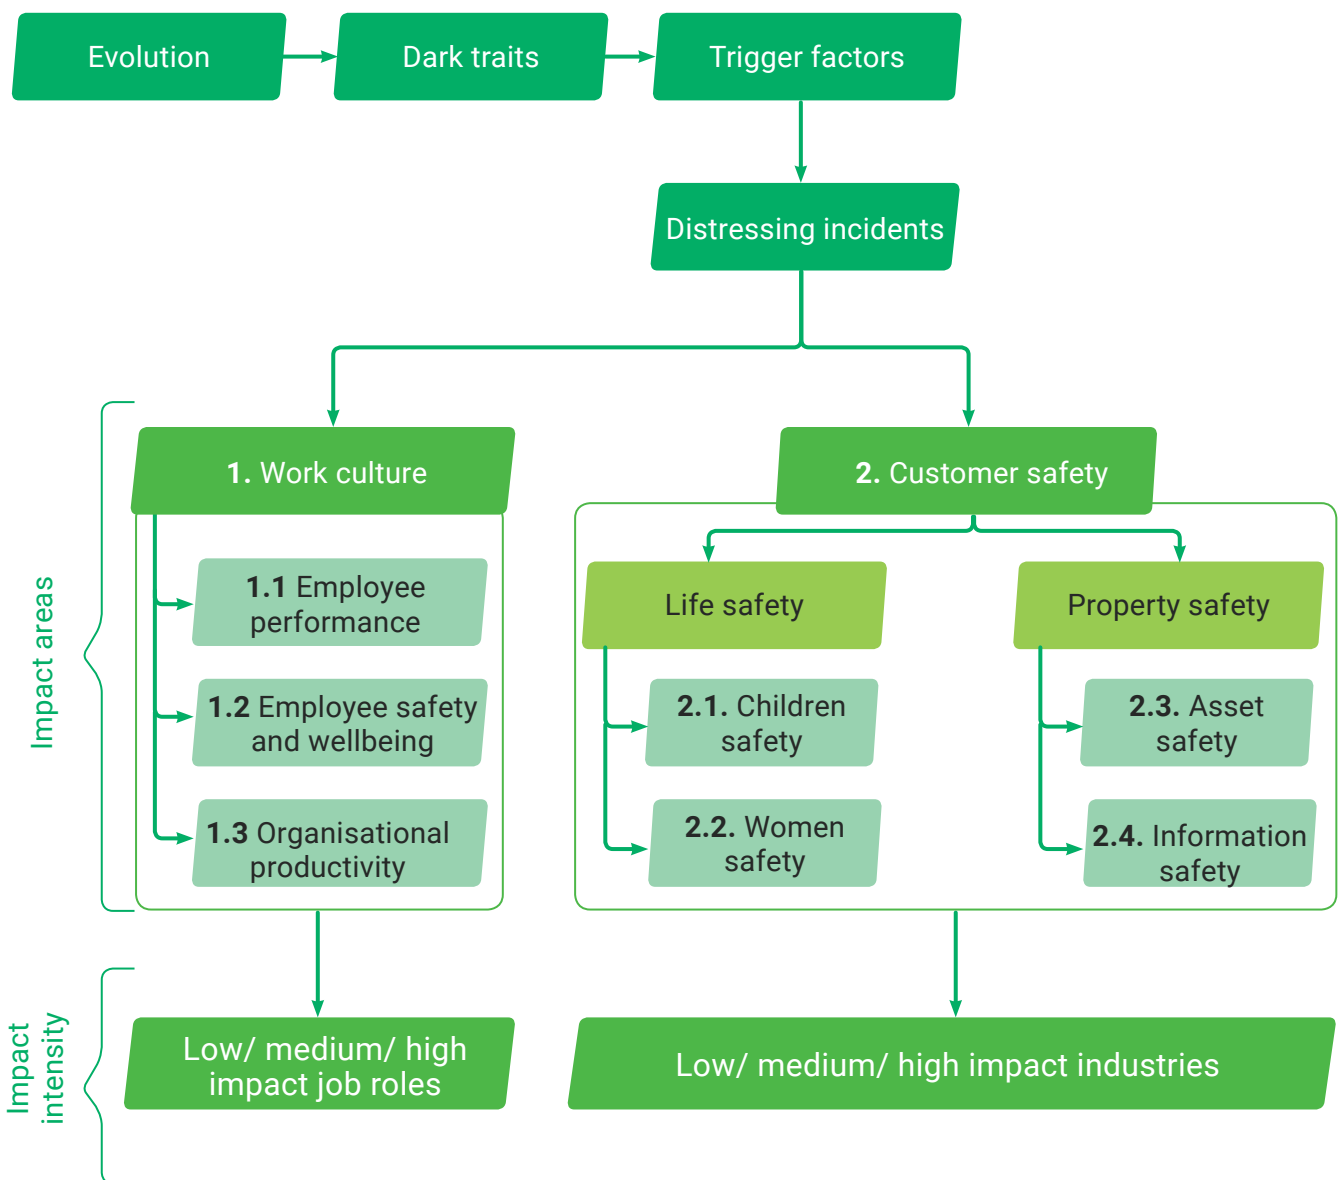 Evolution
Dark traits
Trigger factors
Distressing incidents
1. Work culture
2. Customer safety
Impact areas
1.1 Employee
performance
1.2 Employee safety
and wellbeing
1.3 Organisational
productivity
Life safety
Property safety
2.1. Children
safety
2.2. Women
safety
2.3. Asset
safety
2.4. Information
safety
Impact
intensity
Low/ medium/ high
impact job roles
Low/ medium/ high impact industries